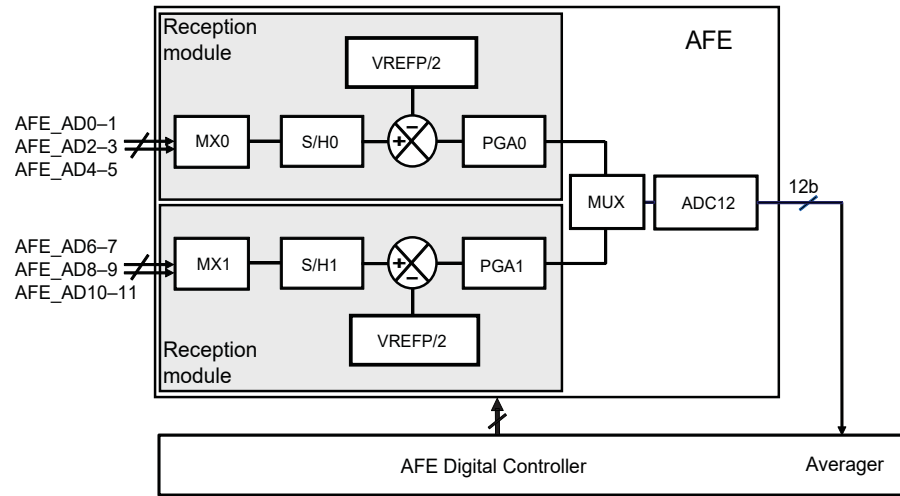 Reception
module
AFE
VREFP/2
AFE_AD0–1
AFE_AD2–3
AFE_AD4–5
MX0
S/H0
−
+
PGA0
MUX
ADC12
12b
AFE_AD6–7
AFE_AD8–9
AFE_AD10–11
MX1
S/H1
+
−
PGA1
VREFP/2
Reception
module
AFE Digital Controller
Averager